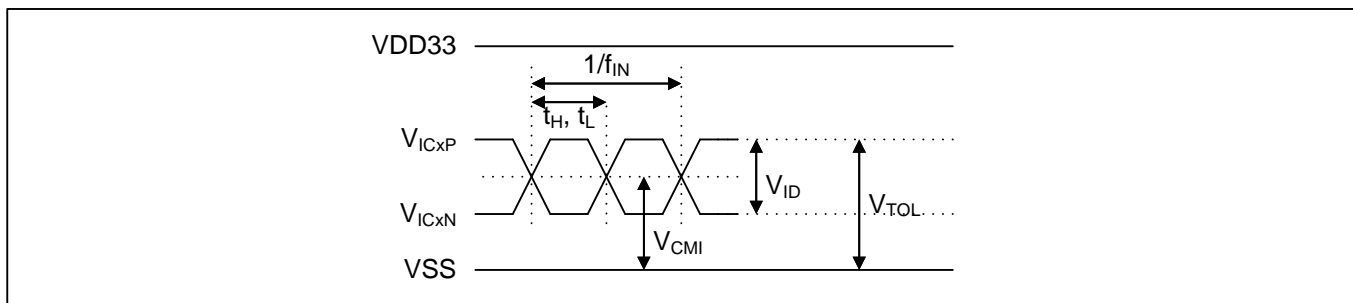 VDD33
1/fIN
tH, tL
VICxP
VID
VTOL
VICxN
VCMI
VSS